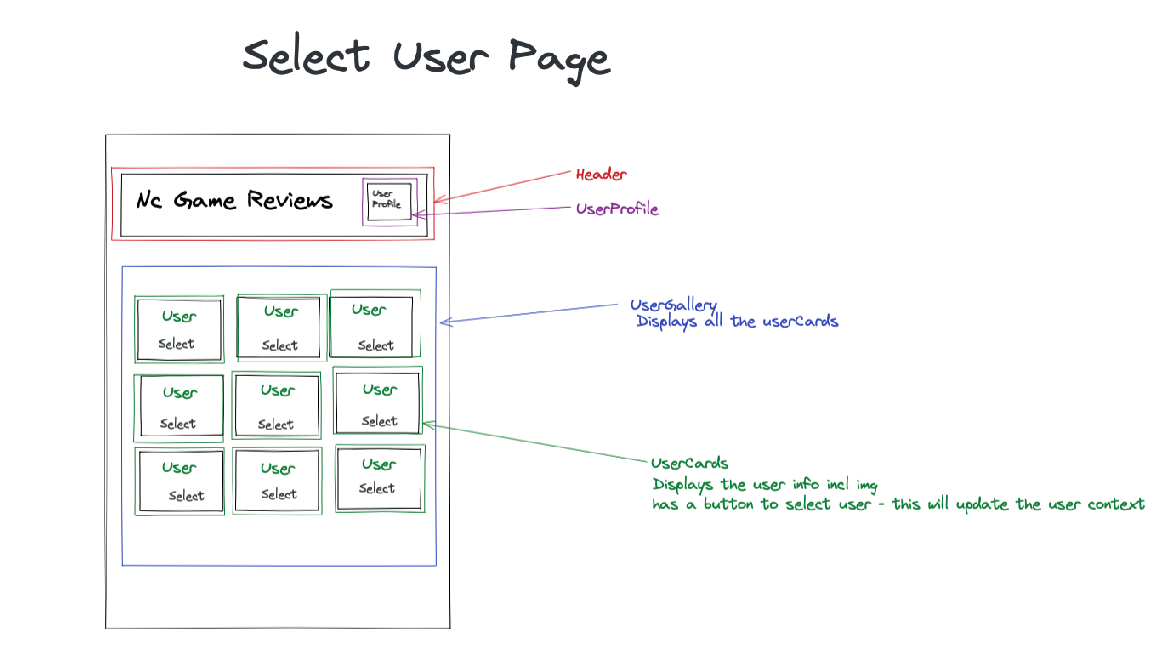 Select User Page
Nc Game Reviews
User
Profile
Header
UserProfile
UserGallery
Displays all the userCards
User
User
User
Select
Select
Select
User
User
User
Select
Select
Select
User
User
User
Select
Select
Select
UserCards
Displays the user info incl img
has a button to select user - this will update the user context